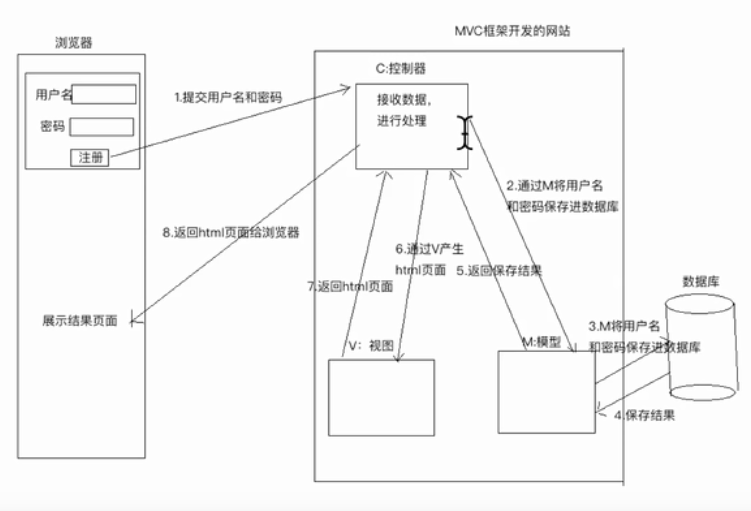 MVC框架开发的网站
浏览器
C:控制器
用户名
密码
注册
1.提交用户名和密码
接收数据,
进行处理
2.通过M将用户名
和密码保存进数据库
8.返回html页面给浏览器
6.通过V产生
html页面
5.返回保存结果
7.返回html页面
数据库
展示结果页面
3.M将用户名
和密码保存进数据库
V：视图
M:模型
4.保存结果